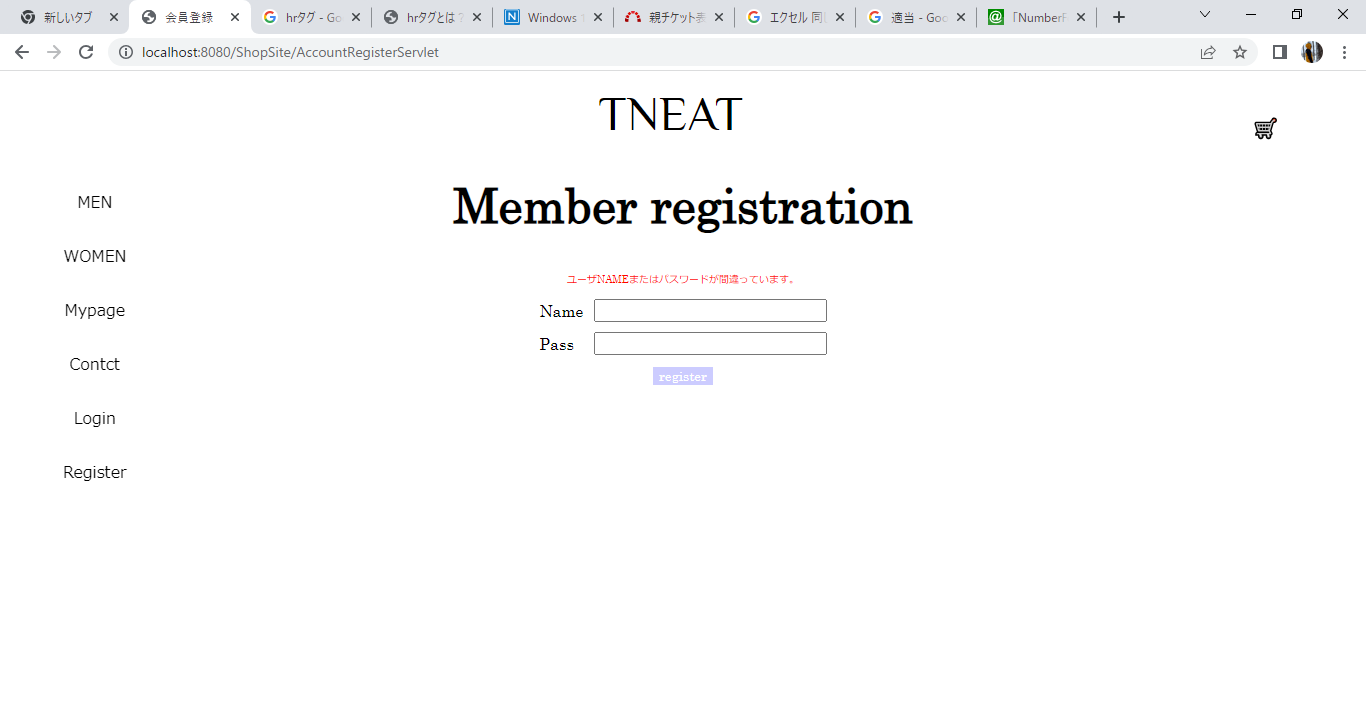 新しいタブ
会員登録
hrタグ - Go
hrタグとは？
Windows
親チケット表
エクセル 同
適当 - Goo
「NumberF
localhost:8080/ShopSite/AccountRegisterServlet
TNEAT
MEN
WOMEN
Mypage
Contct
Login
Register
Member registration
ユーザNAMEまたはパスワードが間違っています。
Name
Pass
register